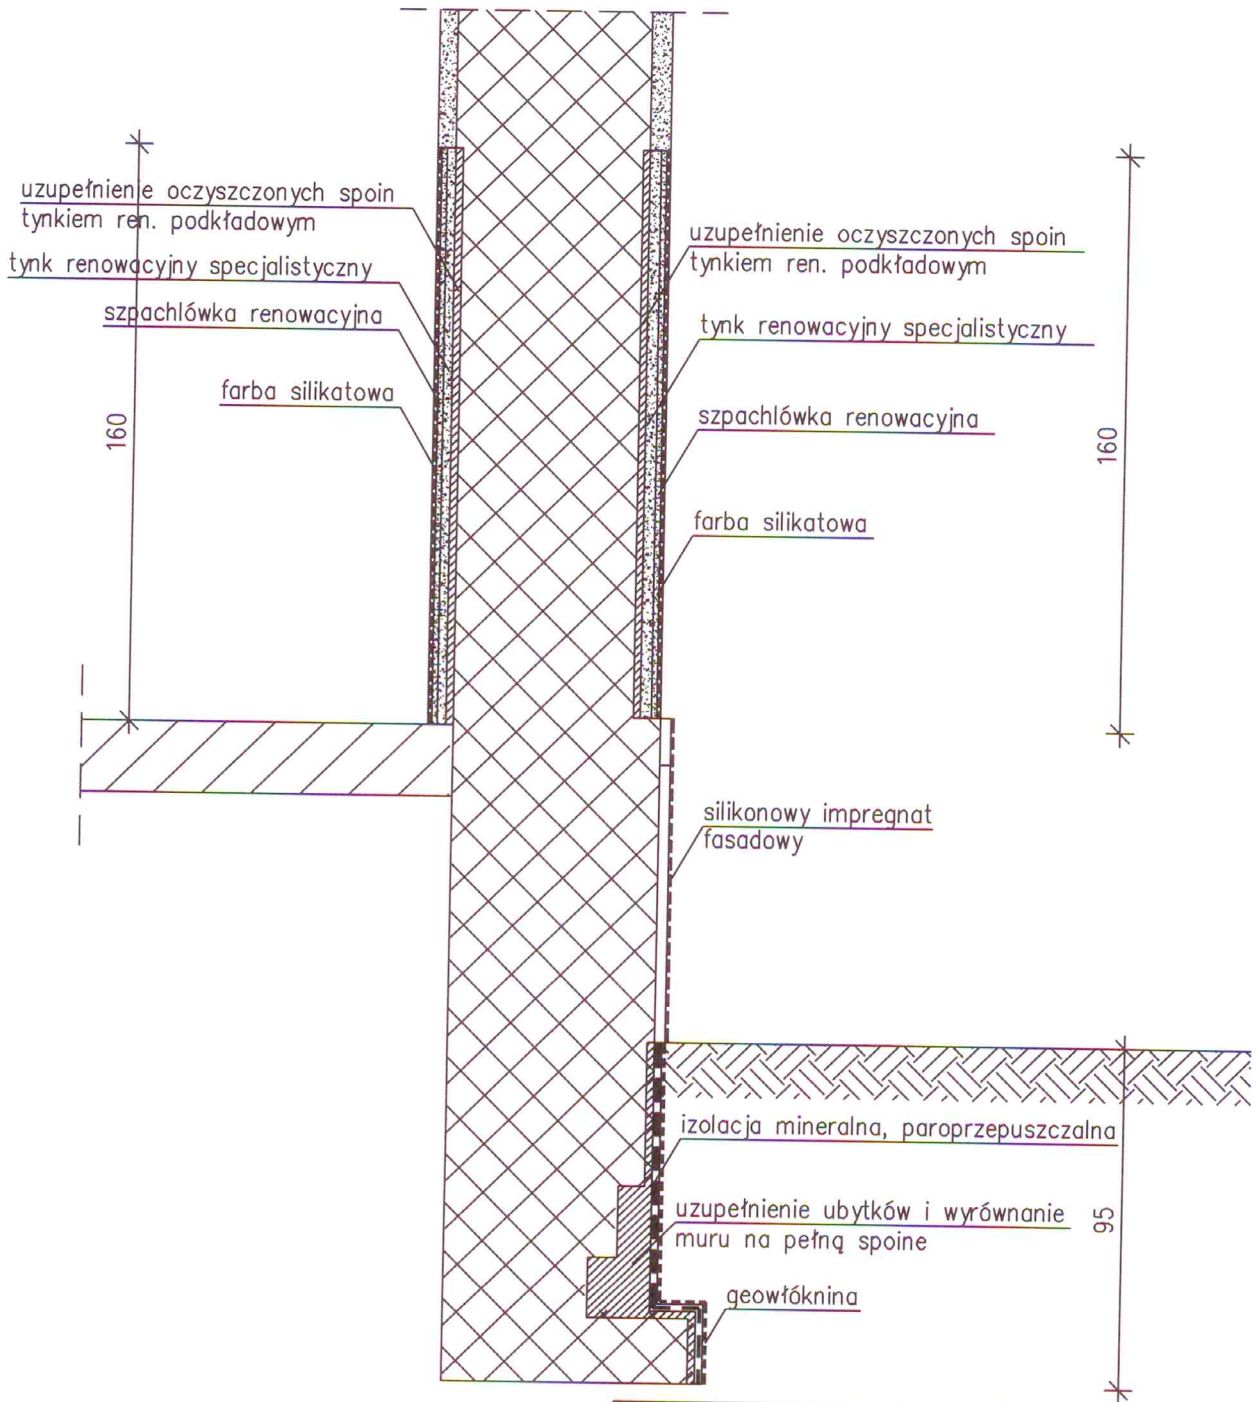 uzupełnienie oczyszczonych spoin
tynkiem ren. podkładowym
tynk renowacyjny specjalistyczny
szpachlówka renowacyjna
farba silikatowa
160
uzupełnienie oczyszczonych spoin
tynkiem ren. podkładowym
tynk renowacyjny specjalistyczny
szpachlówka renowacyjna
farba silikatowa
160
silikonowy impregnat
fasadowy
izolacja mineralna, paroprzepuszczalna
uzupełnienie ubytków i wyrównanie
muru na pełną spoine
geowłóknina
95